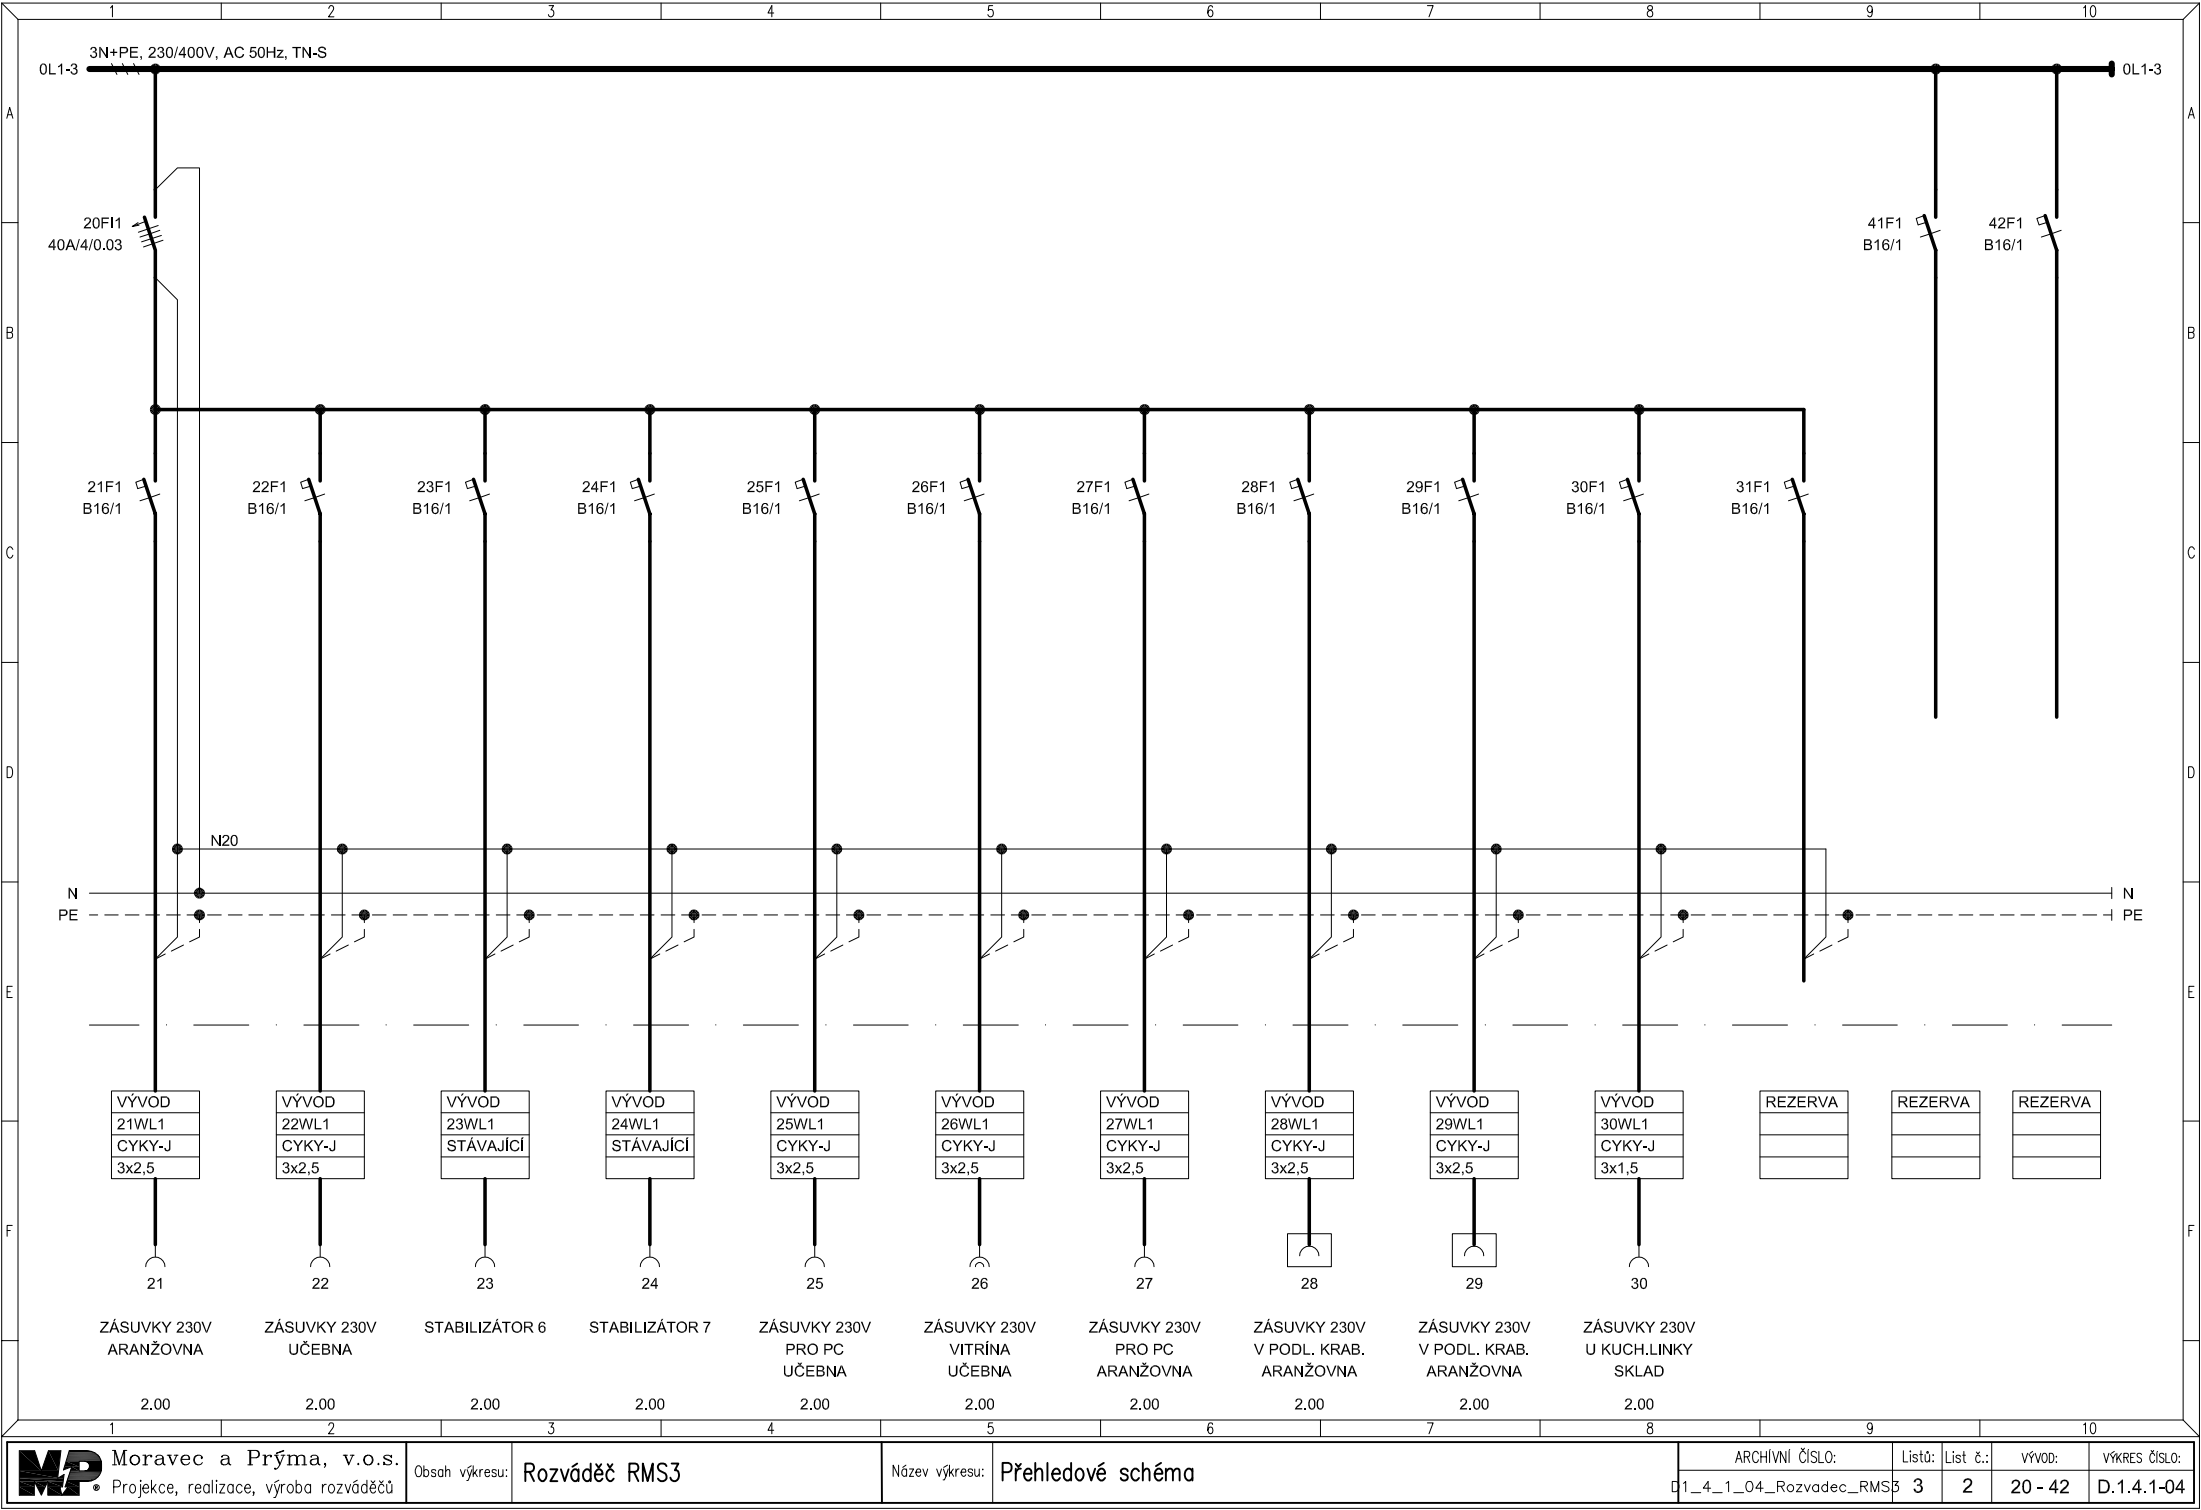 1 2 3 4 5 6 7 8 9 10
3N+PE, 230/400V, AC 50Hz, TN-S
0L1-3 0L1-3
A A
20FI1 41F1 42F1
40A/4/0.03 B16/1 B16/1
B B
21F1 22F1 23F1 24F1 25F1 26F1 27F1 28F1 29F1 30F1 31F1
B16/1 B16/1 B16/1 B16/1 B16/1 B16/1 B16/1 B16/1 B16/1 B16/1 B16/1
C C
D D
N20
N N
PE PE
E E
VÝVOD VÝVOD VÝVOD VÝVOD VÝVOD VÝVOD VÝVOD VÝVOD VÝVOD VÝVOD REZERVA REZERVA REZERVA
21WL1 22WL1 23WL1 24WL1 25WL1 26WL1 27WL1 28WL1 29WL1 30WL1
CYKY-J CYKY-J STÁVAJÍCÍ STÁVAJÍCÍ CYKY-J CYKY-J CYKY-J CYKY-J CYKY-J CYKY-J
3x2,5 3x2,5 3x2,5 3x2,5 3x2,5 3x2,5 3x2,5 3x1,5
F F
21 22 23 24 25 26 27 28 29 30
ZÁSUVKY 230V ZÁSUVKY 230V STABILIZÁTOR 6 STABILIZÁTOR 7 ZÁSUVKY 230V ZÁSUVKY 230V ZÁSUVKY 230V ZÁSUVKY 230V ZÁSUVKY 230V ZÁSUVKY 230V
ARANŽOVNA UČEBNA PRO PC VITRÍNA PRO PC V PODL. KRAB. V PODL. KRAB. U KUCH.LINKY
UČEBNA UČEBNA ARANŽOVNA ARANŽOVNA ARANŽOVNA SKLAD
2.00 2.00 2.00 2.00 2.00 2.00 2.00 2.00 2.00 2.00
1 2 3 4 5 6 7 8 9 10
MP Moravec a Prýma, v.o.s.
Projekce, realizace, výroba rozváděčů
Obsah výkresu: Rozváděč RMS3
Název výkresu: Přehledové schéma
ARCHÍVNÍ ČÍSLO: Listů: List č.: VÝVOD: VÝKRES ČÍSLO:
D1_4_1_04_Rozvadec_RMS3 3 2 20 - 42 D.1.4.1-04